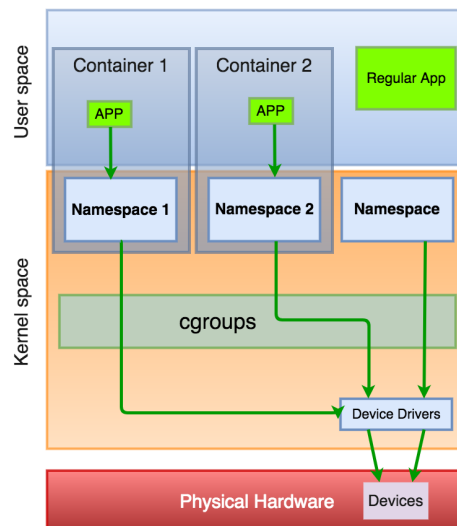 User space
Container 1
Container 2
Regular App
APP
APP
Kernel space
Namespace 1
Namespace 2
Namespace
cgroups
Device Drivers
Physical Hardware
Devices